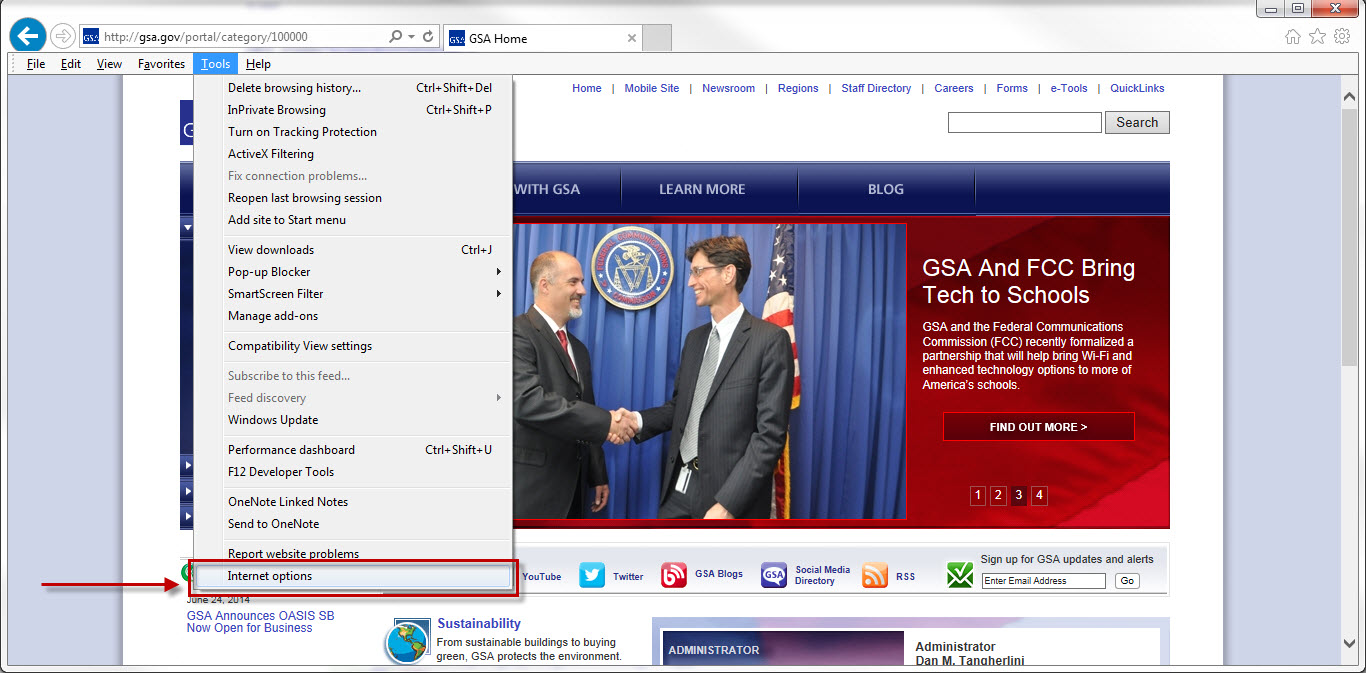 GSA
http://gsa.gov/portal/category/100000
GSA GSA Home
File Edit View Favorites Tools Help
Delete browsing history... Ctrl+Shift+Del
InPrivate Browsing Ctrl+Shift+P
Turn on Tracking Protection
ActiveX Filtering
Fix connection problems...
Reopen last browsing session
Add site to Start menu
View downloads Ctrl+J
Pop-up Blocker
SmartScreen Filter
Manage add-ons
Compatibility View settings
Subscribe to this feed...
Feed discovery
Windows Update
Performance dashboard Ctrl+Shift+U
F12 Developer Tools
OneNote Linked Notes
Send to OneNote
Report website problems
Internet options
Home | Mobile Site | Newsroom | Regions | Staff Directory | Careers | Forms | e-Tools | QuickLinks
Search
G
WITH GSA LEARN MORE BLOG
FEDERAL COMMUNICATIONS COMMISSION
GSA And FCC Bring
Tech to Schools
GSA and the Federal Communications
Commission (FCC) recently formalized a
partnership that will help bring Wi-Fi and
enhanced technology options to more of
America's schools.
FIND OUT MORE >
1 2 3 4
YouTube
Twitter
GSA Blogs
GSA
Social Media
Directory
RSS
Sign up for GSA updates and alerts
Enter Email Address Go
June 24, 2014
GSA Announces OASIS SB
Now Open for Business
Sustainability
From sustainable buildings to buying
green, GSA protects the environment.
ADMINISTRATOR
Administrator
Dan M. Tangherlini